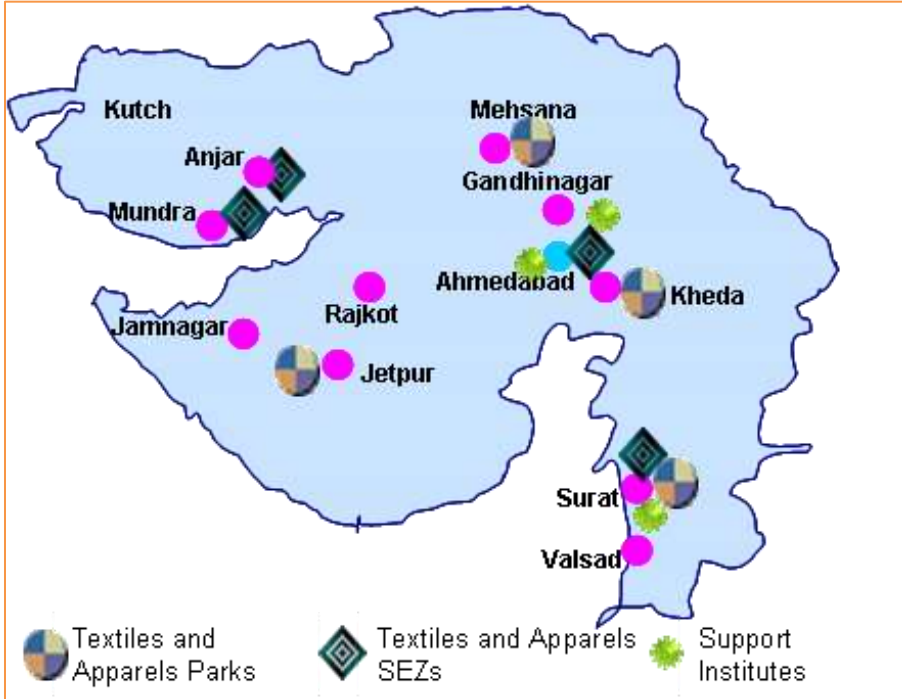 Kutch
Mehsana
Anjar
Gandhinagar
Mundra
Ahmedabad
Kheda
Rajkot
Jamnagar
Jetpur
Surat
Valsad
Textiles and
Apparels Parks
Textiles and Apparels
SEZs
Support
Institutes